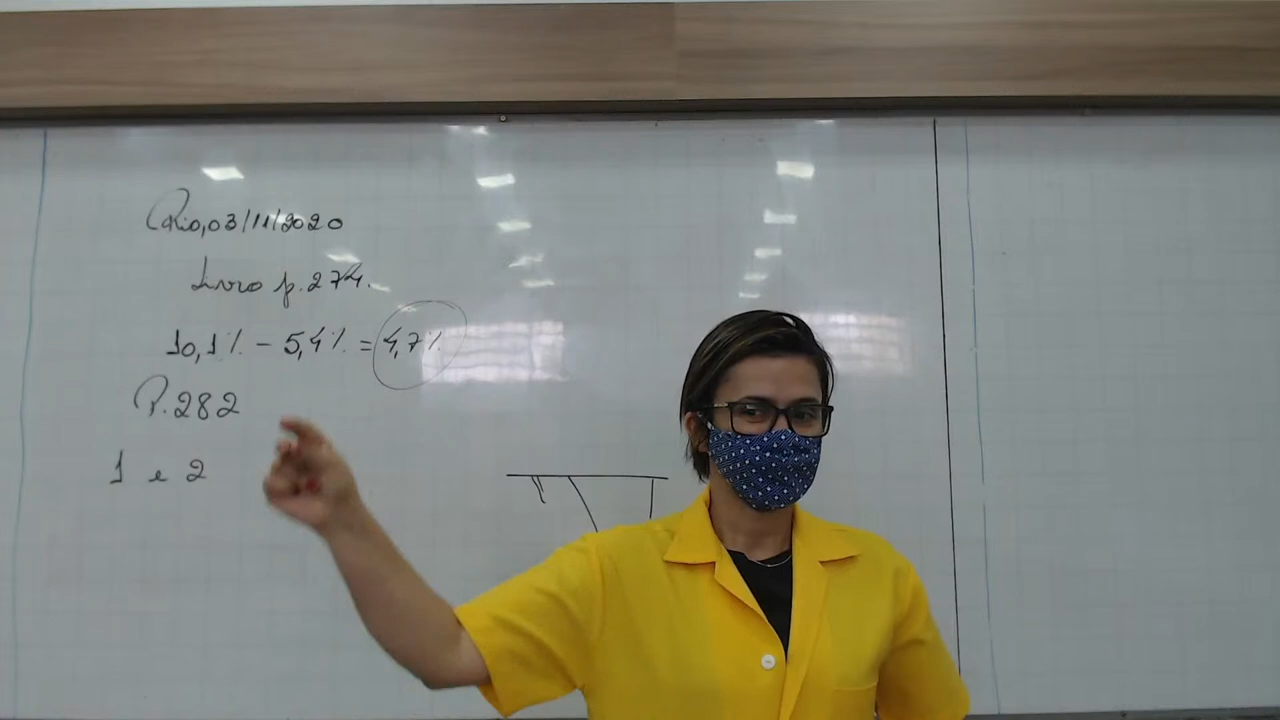 Rio, 03/11/2020
Livro p. 274.
10,1% - 5,4% = 4,7%
P. 282
1 e 2